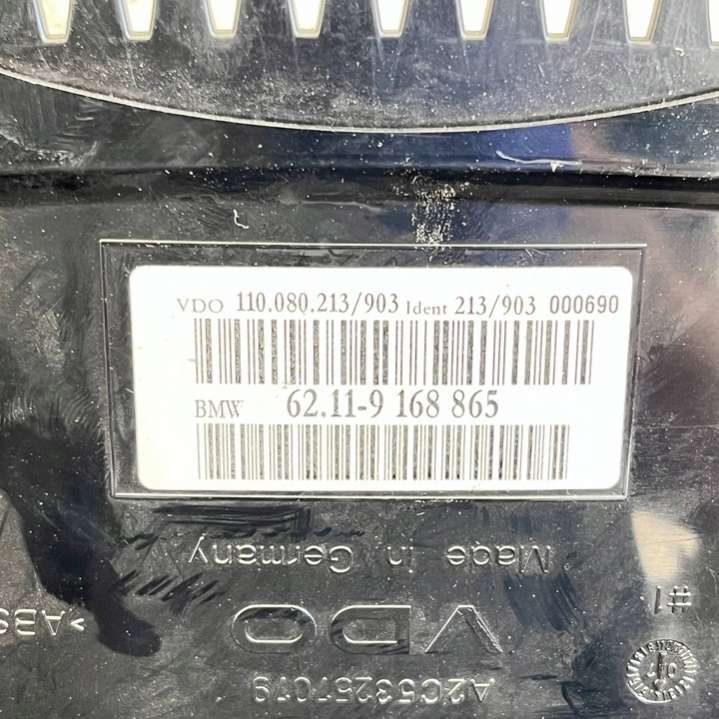 VDO 110.080.213/903 Ident 213/903 000690
BMW 62.11-9 168 865
Made in Germany
#1
VDO
>ABS
A2C53257079